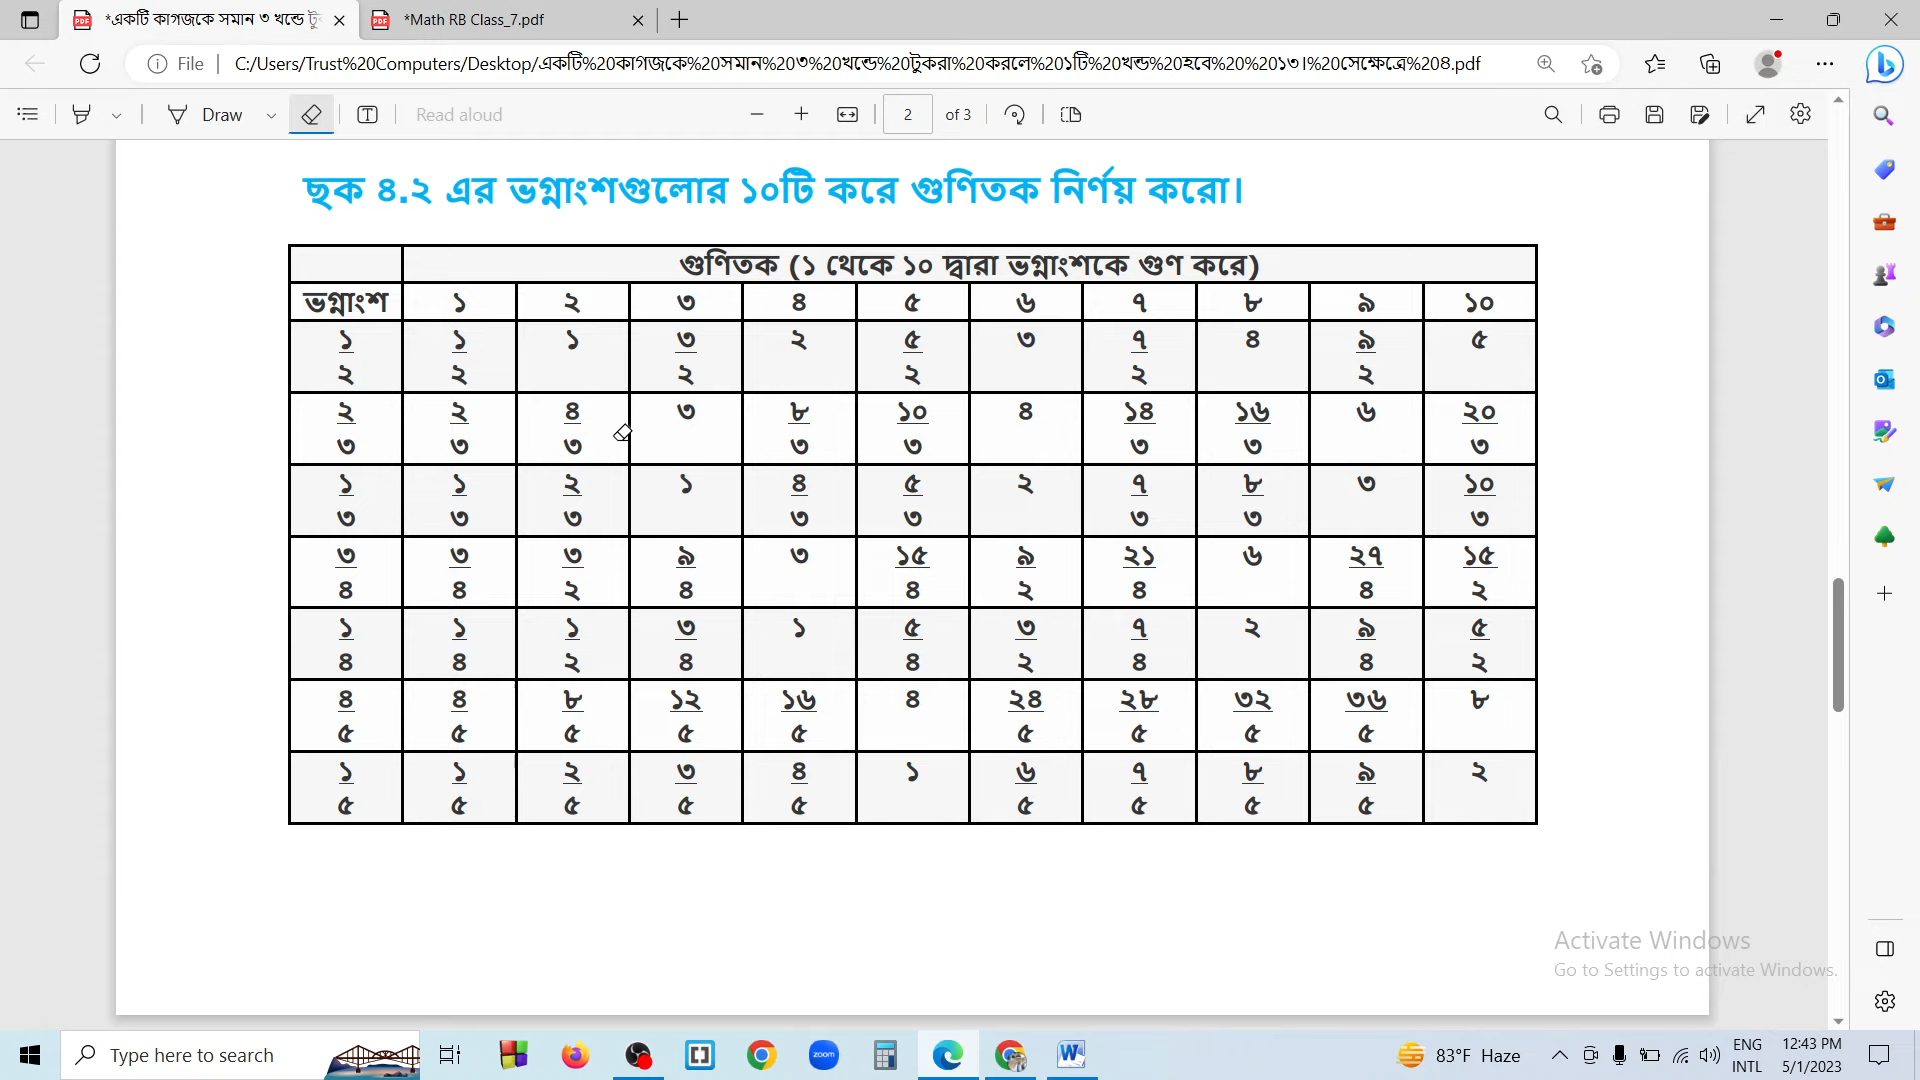 *একটি কাগজকে সমান ৩ খন্ডে টু
*Math RB Class_7.pdf
File
C:/Users/Trust%20Computers/Desktop/একটি%20কাগজকে%20সমান%20৩%20খন্ডে%20টুকরা%20করলে%20১টি%20খন্ড%20হবে%20%20১৩।%20সেক্ষেত্রে%208.pdf
Draw
Read aloud
2 of 3
ছক ৪.২ এর ভগ্নাংশগুলোর ১০টি করে গুণিতক নির্ণয় করো।
গুণিতক (১ থেকে ১০ দ্বারা ভগ্নাংশকে গুণ করে)
ভগ্নাংশ ১ ২ ৩ ৪ ৫ ৬ ৭ ৮ ৯ ১০
১ ১ ১ ৩ ২ ৫ ৩ ৭ ৪ ৯ ৫
২ ২ ২ ২ ২ ২
২ ২ ৪ ৩ ৮ ১০ ৪ ১৪ ১৬ ৬ ২০
৩ ৩ ৩ ৩ ৩ ৩ ৩ ৩
১ ১ ২ ১ ৪ ৫ ২ ৭ ৮ ৩ ১০
৩ ৩ ৩ ৩ ৩ ৩ ৩ ৩
৩ ৩ ৩ ৯ ৩ ১৫ ৯ ২১ ৬ ২৭ ১৫
৪ ৪ ২ ৪ ৪ ২ ৪ ৪ ২
১ ১ ১ ৩ ১ ৫ ৩ ৭ ২ ৯ ৫
৪ ৪ ২ ৪ ৪ ২ ৪ ৪ ২
৪ ৪ ৮ ১২ ১৬ ৪ ২৪ ২৮ ৩২ ৩৬ ৮
৫ ৫ ৫ ৫ ৫ ৫ ৫ ৫ ৫
১ ১ ২ ৩ ৪ ১ ৬ ৭ ৮ ৯ ২
৫ ৫ ৫ ৫ ৫ ৫ ৫ ৫ ৫
Activate Windows
Go to Settings to activate Windows.
Type here to search
zoom
83°F Haze
ENG
INTL
12:43 PM
5/1/2023